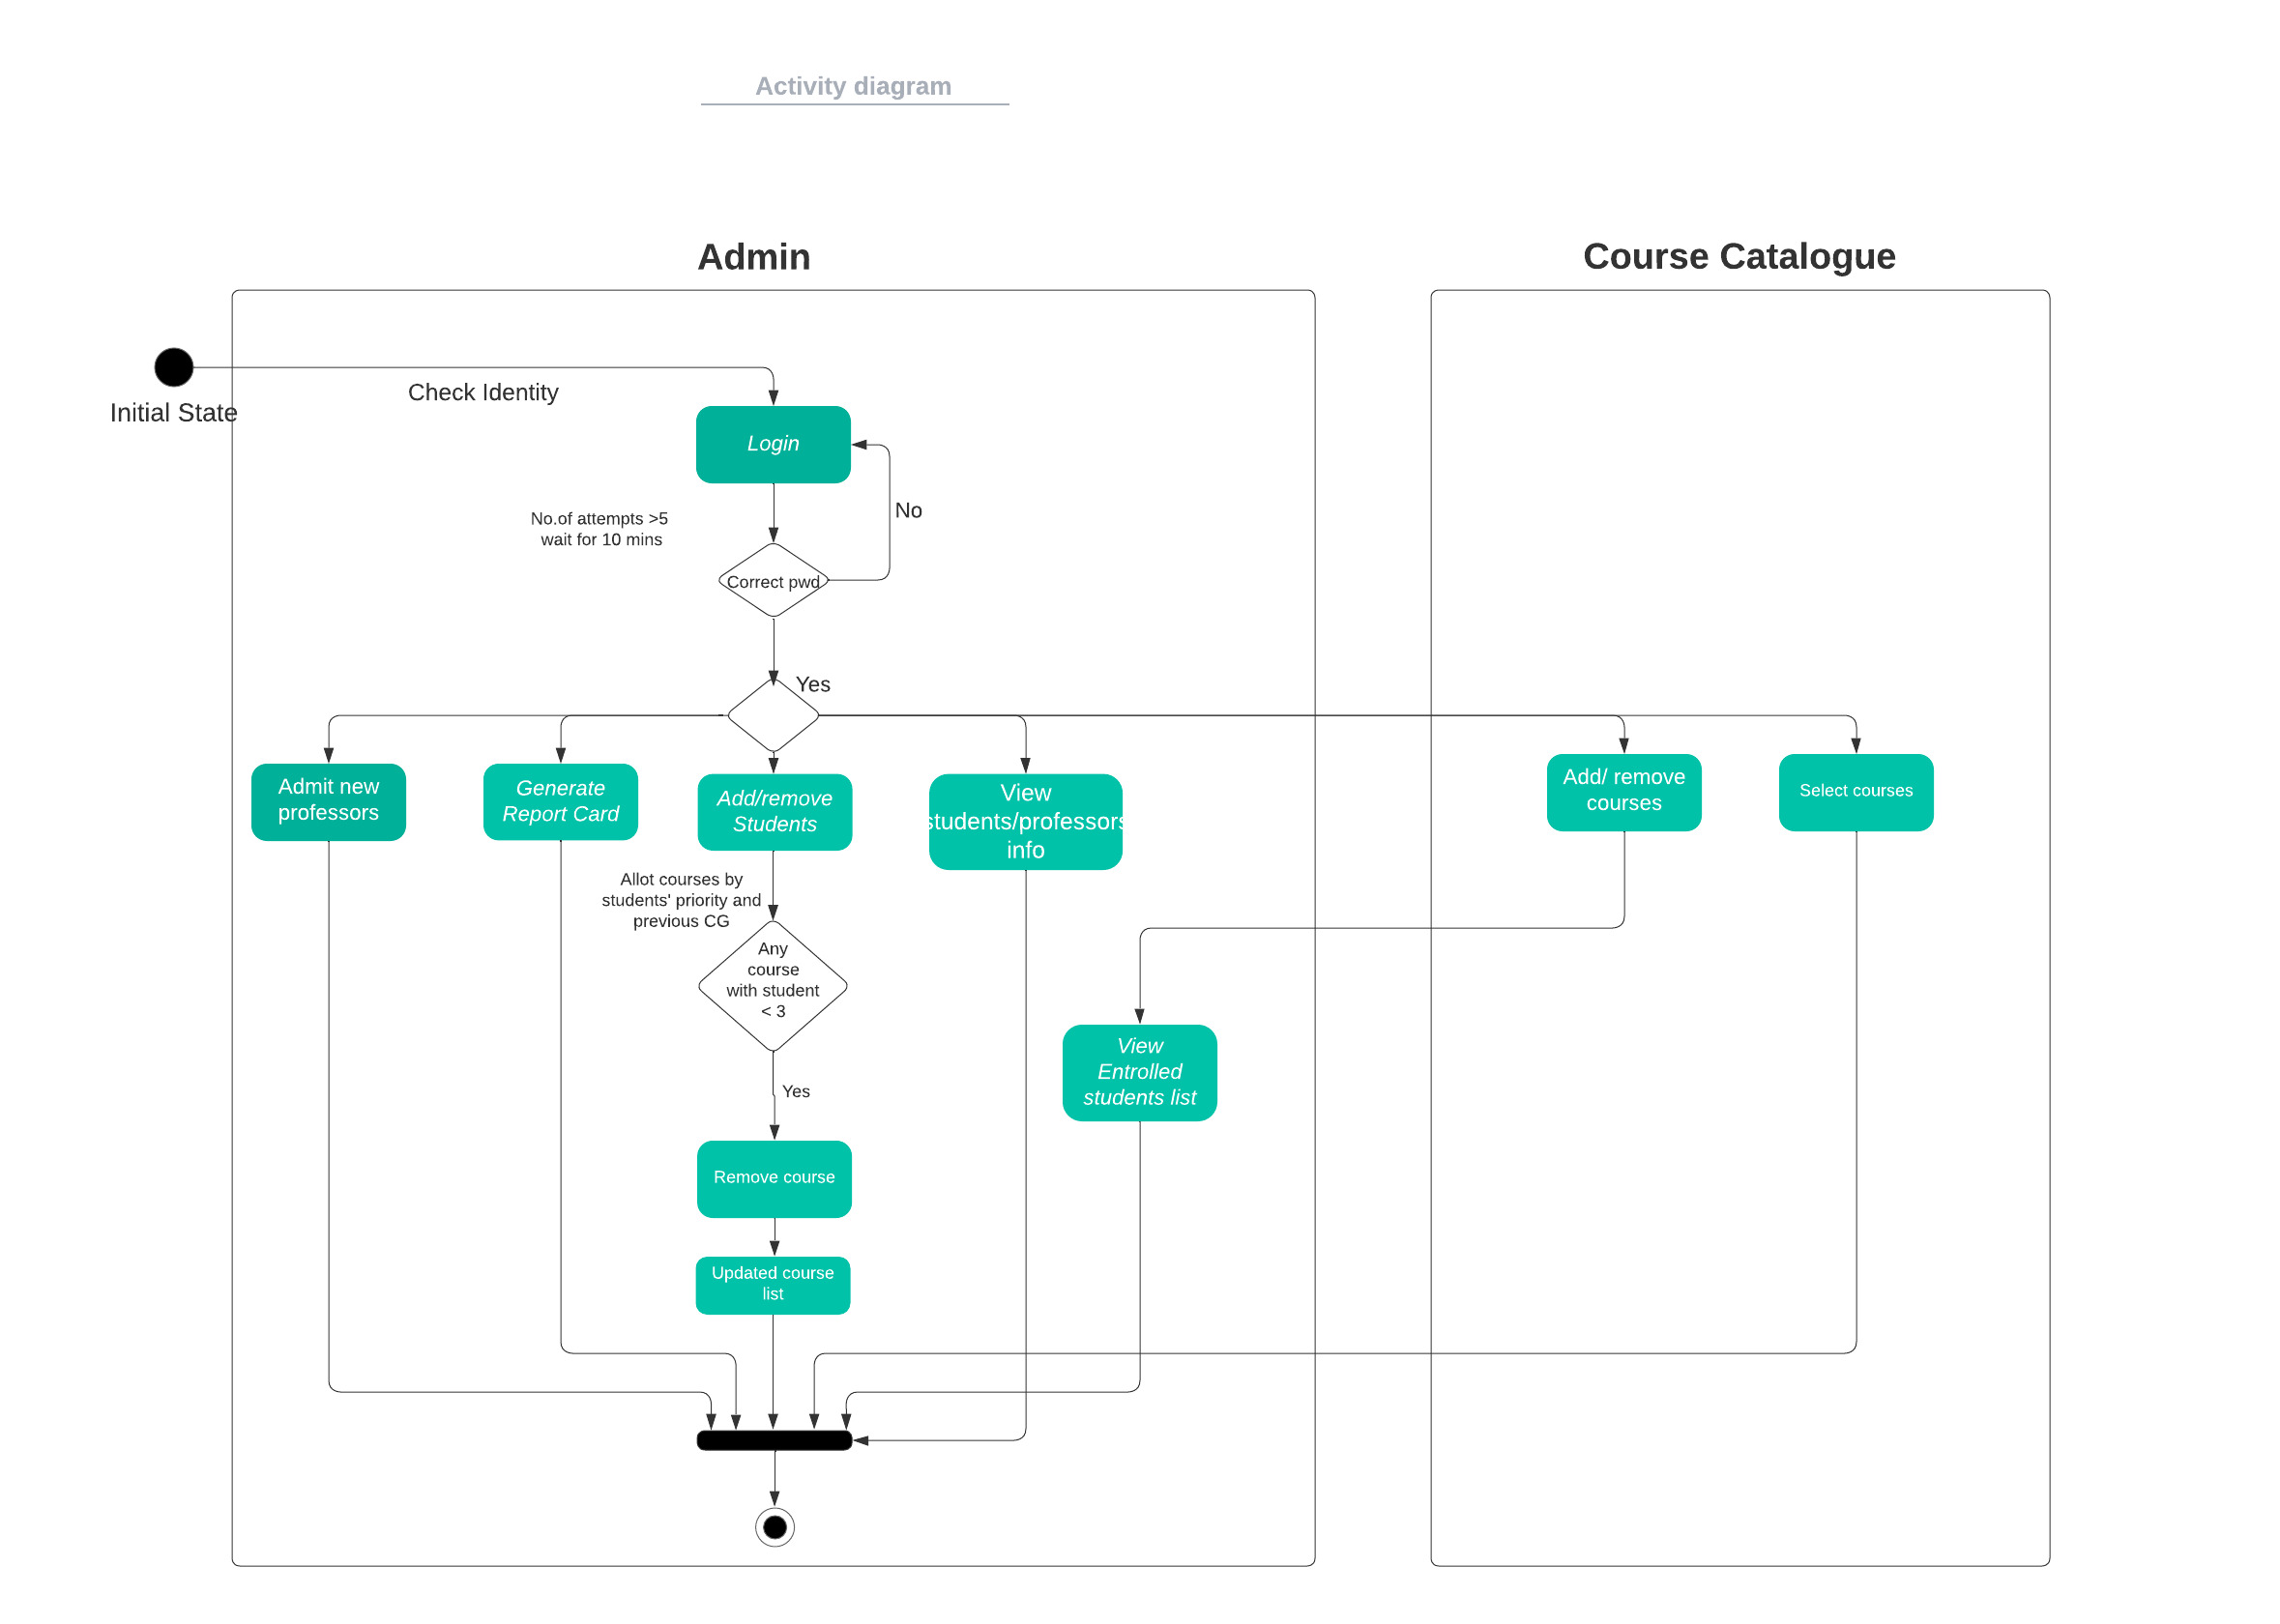 Activity diagram
Admin
Course Catalogue
Initial State
Check Identity
Login
No.of attempts >5
wait for 10 mins
No
Correct pwd
Yes
Admit new
professors
Generate
Report Card
Add/remove
Students
View
students/professors
info
Add/ remove
courses
Select courses
Allot courses by
students' priority and
previous CG
Any
course
with student
< 3
View
Entrolled
students list
Yes
Remove course
Updated course
list